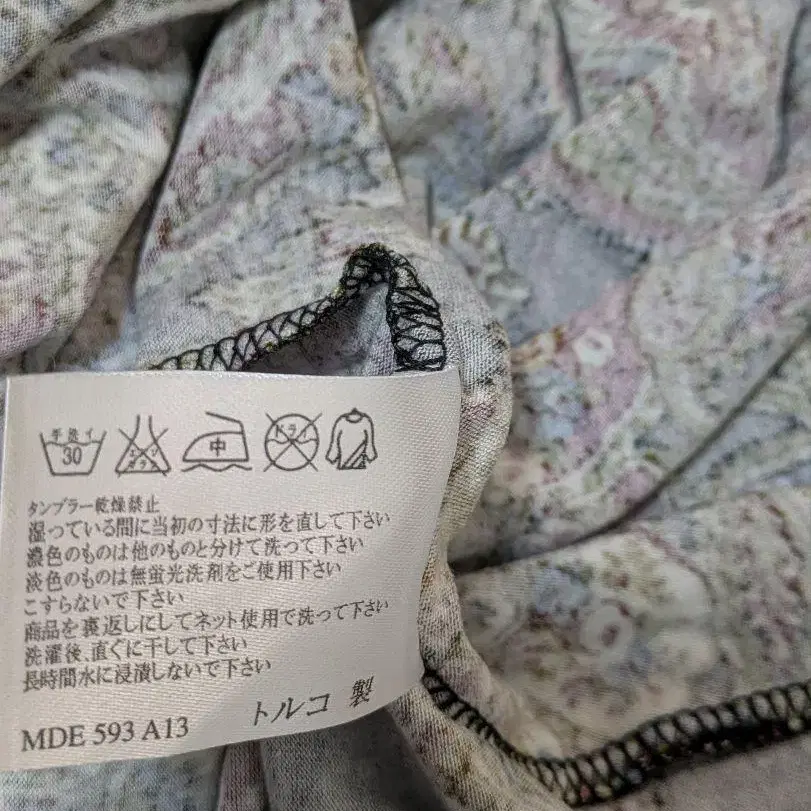 手洗イ 30 エンソサラシ 中 ドライ
タンブラー乾燥禁止
湿っている間に当初の寸法に形を直して下さい
濃色のものは他のものと分けて洗って下さい
淡色のものは無蛍光洗剤をご使用下さい
こすらないで下さい
商品を裏返しにしてネット使用で洗って下さい
洗濯後、直ぐに干して下さい
長時間水に浸漬しないで下さい
MDE 593 A13 トルコ 製